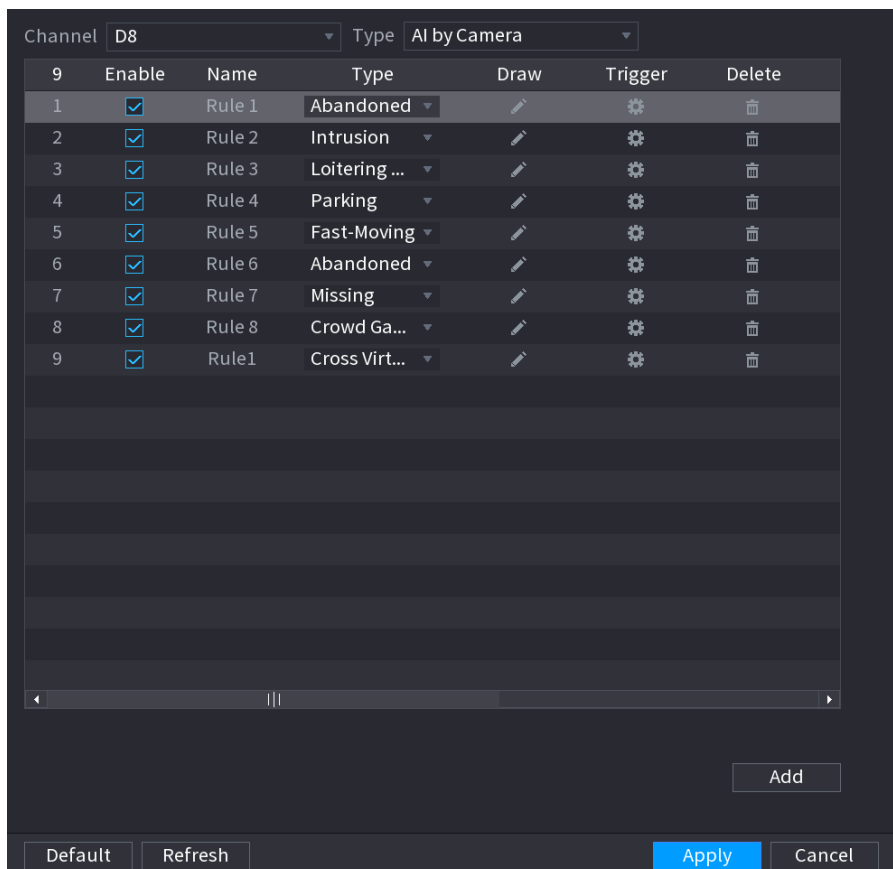 Channel D8 Type AI by Camera
9 Enable Name Type Draw Trigger Delete
1 Rule 1 Abandoned
2 Rule 2 Intrusion
3 Rule 3 Loitering ...
4 Rule 4 Parking
5 Rule 5 Fast-Moving
6 Rule 6 Abandoned
7 Rule 7 Missing
8 Rule 8 Crowd Ga...
9 Rule1 Cross Virt...
Add
Default Refresh Apply Cancel